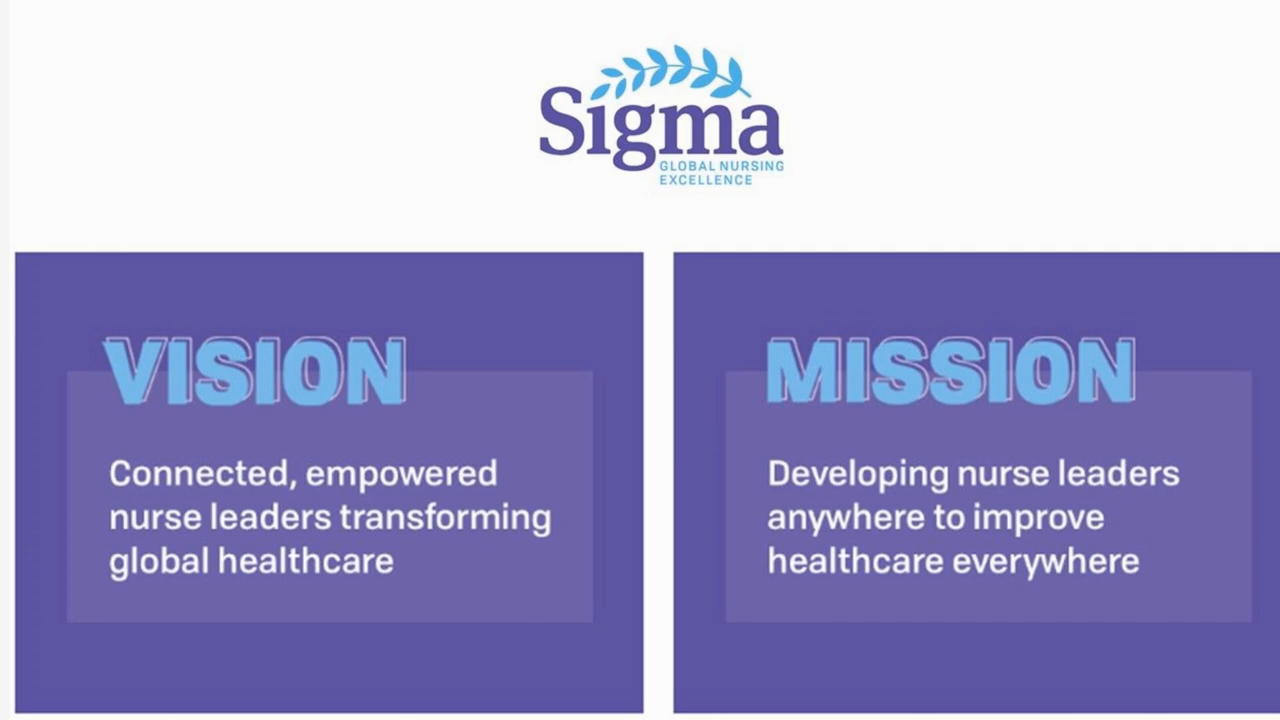 Sigma
GLOBAL NURSING
EXCELLENCE
VISION
Connected, empowered
nurse leaders transforming
global healthcare
MISSION
Developing nurse leaders
anywhere to improve
healthcare everywhere